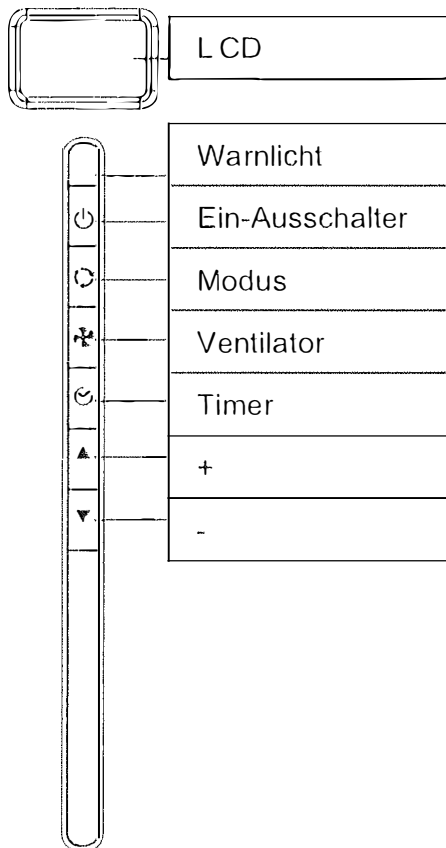 LCD
Warnlicht
Ein-Ausschalter
Modus
Ventilator
Timer
+
-